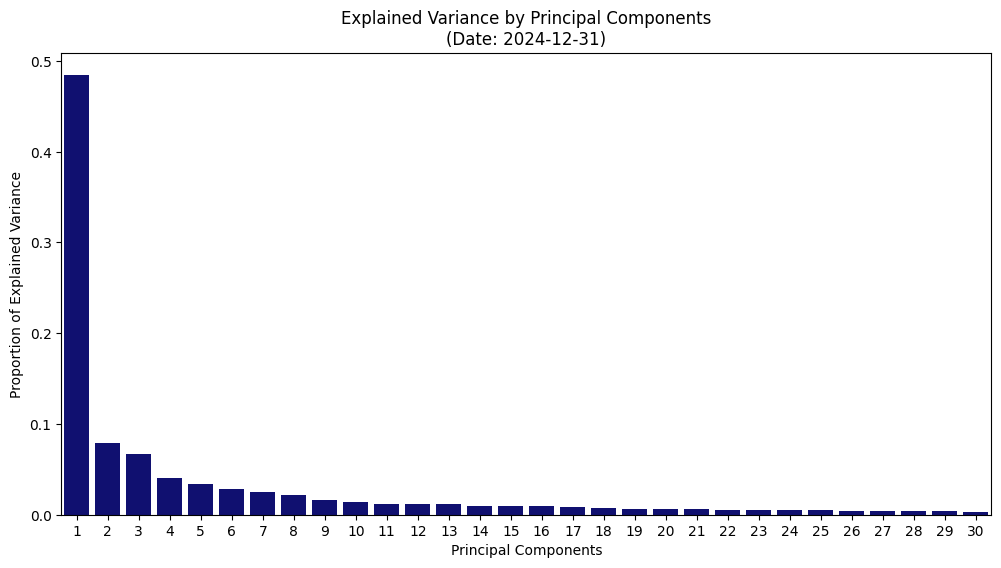 Explained Variance by Principal Components
(Date: 2024-12-31)
Proportion of Explained Variance
0.5
0.4
0.3
0.2
0.1
0.0
1 2 3 4 5 6 7 8 9 10 11 12 13 14 15 16 17 18 19 20 21 22 23 24 25 26 27 28 29 30
Principal Components